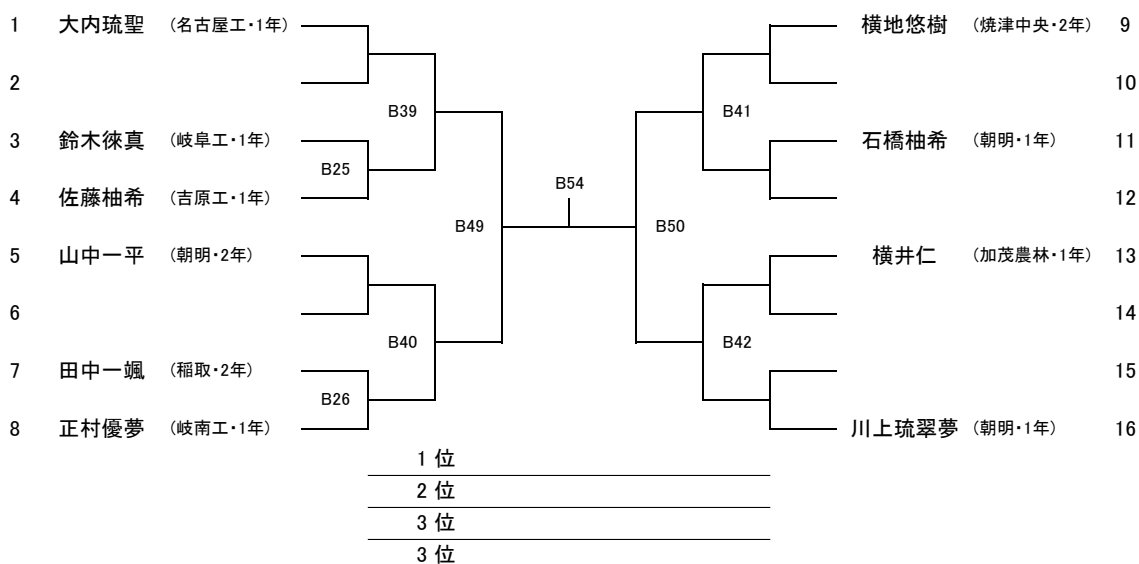 1 大内琉聖 (名古屋工・1年)
2
3 鈴木徠真 (岐阜工・1年)
4 佐藤柚希 (吉原工・1年)
5 山中一平 (朝明・2年)
6
7 田中一颯 (稲取・2年)
8 正村優夢 (岐南工・1年)
B39
B25
B49
B40
B26
B54
B41
B50
B42
横地悠樹 (焼津中央・2年) 9
10
石橋柚希 (朝明・1年) 11
12
横井仁 (加茂農林・1年) 13
14
15
川上琉翠夢 (朝明・1年) 16
1 位
2 位
3 位
3 位